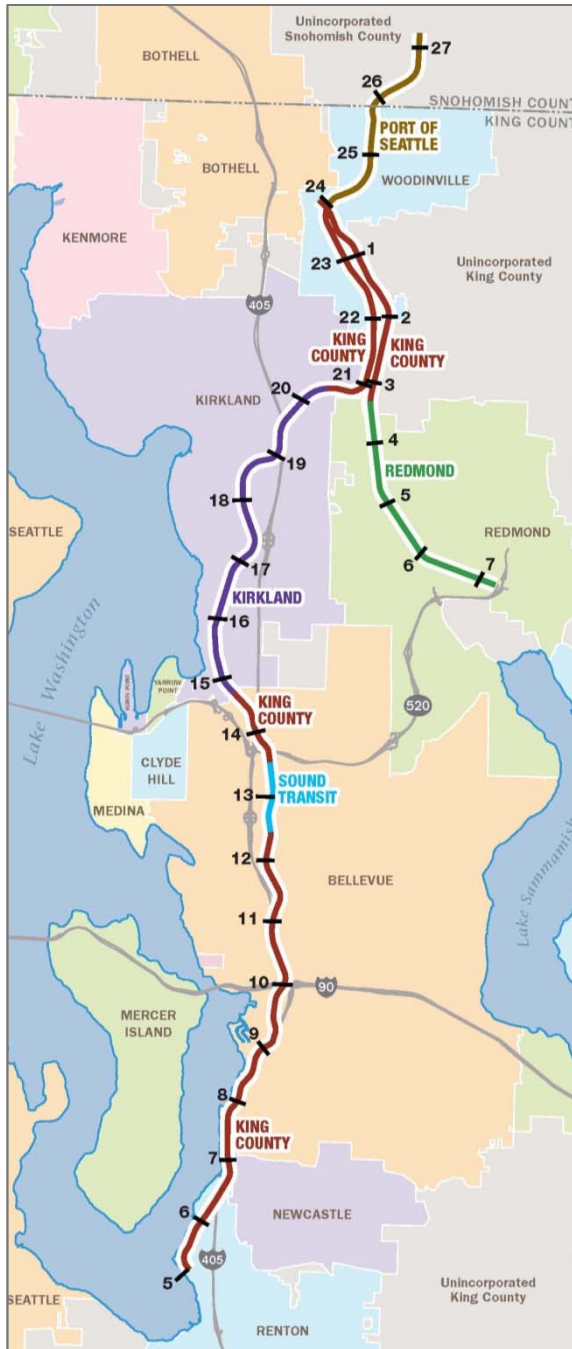 Unincorporated
Snohomish County
27
BOTHELL
26
SNOHOMISH COUNT
KING COUNT
PORT OF
SEATTLE
25
BOTHELL
WOODINVILLE
24
KENMORE
1
23
Unincorporated
King County
405
22
2
KING
COUNTY
KING
COUNTY
21
3
20
KIRKLAND
4
19
REDMOND
18
5
REDMOND
SEATTLE
6
7
17
KIRKLAND
16
Lake Washington
15
YARROW
POINT
HUNTS POINT
KING
COUNTY
520
14
CLYDE
HILL
SOUND
TRANSIT
13
MEDINA
12
BELLEVUE
Lake Sammamish
11
10
90
MERCER
ISLAND
9
8
KING
COUNTY
7
6
NEWCASTLE
405
5
Unincorporated
King County
SEATTLE
RENTON